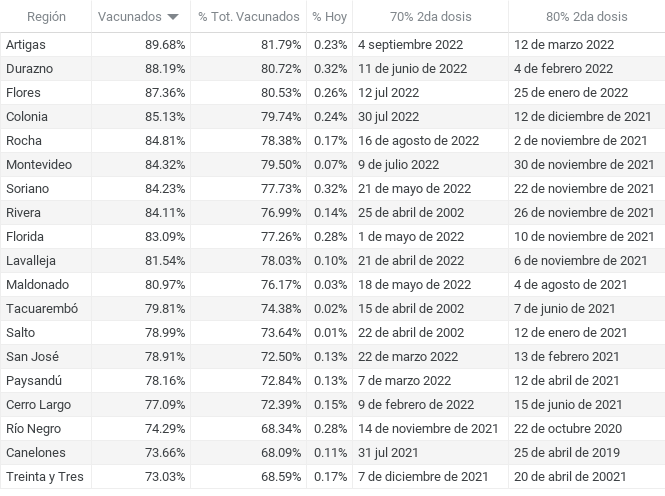 Región Vacunados % Tot. Vacunados % Hoy 70% 2da dosis 80% 2da dosis
Artigas 89.68% 81.79% 0.23% 4 septiembre 2022 12 de marzo 2022
Durazno 88.19% 80.72% 0.32% 11 de junio de 2022 4 de febrero 2022
Flores 87.36% 80.53% 0.26% 12 jul 2022 25 de enero de 2022
Colonia 85.13% 79.74% 0.24% 30 jul 2022 12 de diciembre de 2021
Rocha 84.81% 78.38% 0.17% 16 de agosto de 2022 2 de noviembre de 2021
Montevideo 84.32% 79.50% 0.07% 9 de julio 2022 30 de noviembre de 2021
Soriano 84.23% 77.73% 0.32% 21 de mayo de 2022 22 de noviembre de 2021
Rivera 84.11% 76.99% 0.14% 25 de abril de 2002 26 de noviembre de 2021
Florida 83.09% 77.26% 0.28% 1 de mayo de 2022 10 de noviembre de 2021
Lavalleja 81.54% 78.03% 0.10% 21 de abril de 2022 6 de noviembre de 2021
Maldonado 80.97% 76.17% 0.03% 18 de mayo de 2022 4 de agosto de 2021
Tacuarembó 79.81% 74.38% 0.02% 15 de abril de 2002 7 de junio de 2021
Salto 78.99% 73.64% 0.01% 22 de abril de 2002 12 de enero de 2021
San José 78.91% 72.50% 0.13% 22 de marzo 2022 13 de febrero 2021
Paysandú 78.16% 72.84% 0.13% 7 de marzo 2022 12 de abril de 2021
Cerro Largo 77.09% 72.39% 0.15% 9 de febrero de 2022 15 de junio de 2021
Río Negro 74.29% 68.34% 0.28% 14 de noviembre de 2021 22 de octubre 2020
Canelones 73.66% 68.09% 0.11% 31 jul 2021 25 de abril de 2019
Treinta y Tres 73.03% 68.59% 0.17% 7 de diciembre de 2021 20 de abril de 20021